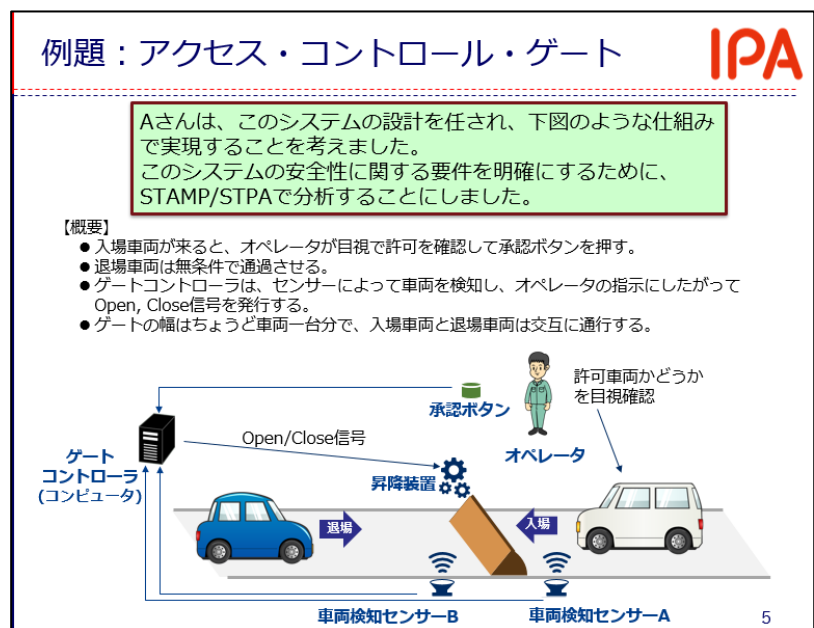 例題：アクセス・コントロール・ゲート
IPA
Aさんは、このシステムの設計を任され、下図のような仕組み
で実現することを考えました。
このシステムの安全性に関する要件を明確にするために、
STAMP/STPAで分析することにしました。
【概要】
●入場車両が来ると、オペレータが目視で許可を確認して承認ボタンを押す。
●退場車両は無条件で通過させる。
●ゲートコントローラは、センサーによって車両を検知し、オペレータの指示にしたがって
Open, Close信号を発行する。
●ゲートの幅はちょうど車両一台分で、入場車両と退場車両は交互に通行する。
許可車両かどうか
を目視確認
承認ボタン
オペレータ
Open/Close信号
ゲート
コントローラ
(コンピュータ)
昇降装置
退場
入場
車両検知センサーB
車両検知センサーA
5